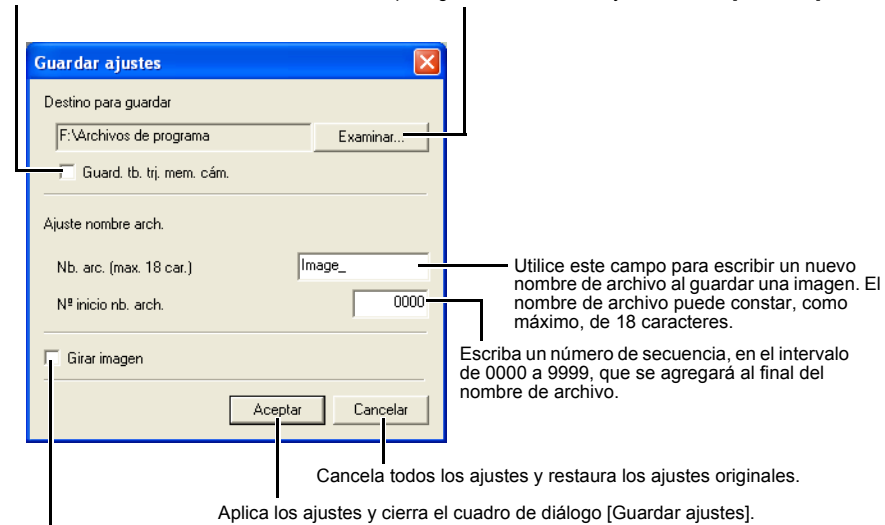 Guardar ajustes
Destino para guardar
F:\Archivos de programa
Examinar...
Guard. tb. trj. mem. cám.
Ajuste nombre arch.
Nb. arc. (max. 18 car.)
Image_
Nº inicio nb. arch.
0000
Girar imagen
Aceptar
Cancelar
Utilice este campo para escribir un nuevo
nombre de archivo al guardar una imagen. El
nombre de archivo puede constar, como
máximo, de 18 caracteres.
Escriba un número de secuencia, en el intervalo
de 0000 a 9999, que se agregará al final del
nombre de archivo.
Cancela todos los ajustes y restaura los ajustes originales.
Aplica los ajustes y cierra el cuadro de diálogo [Guardar ajustes].